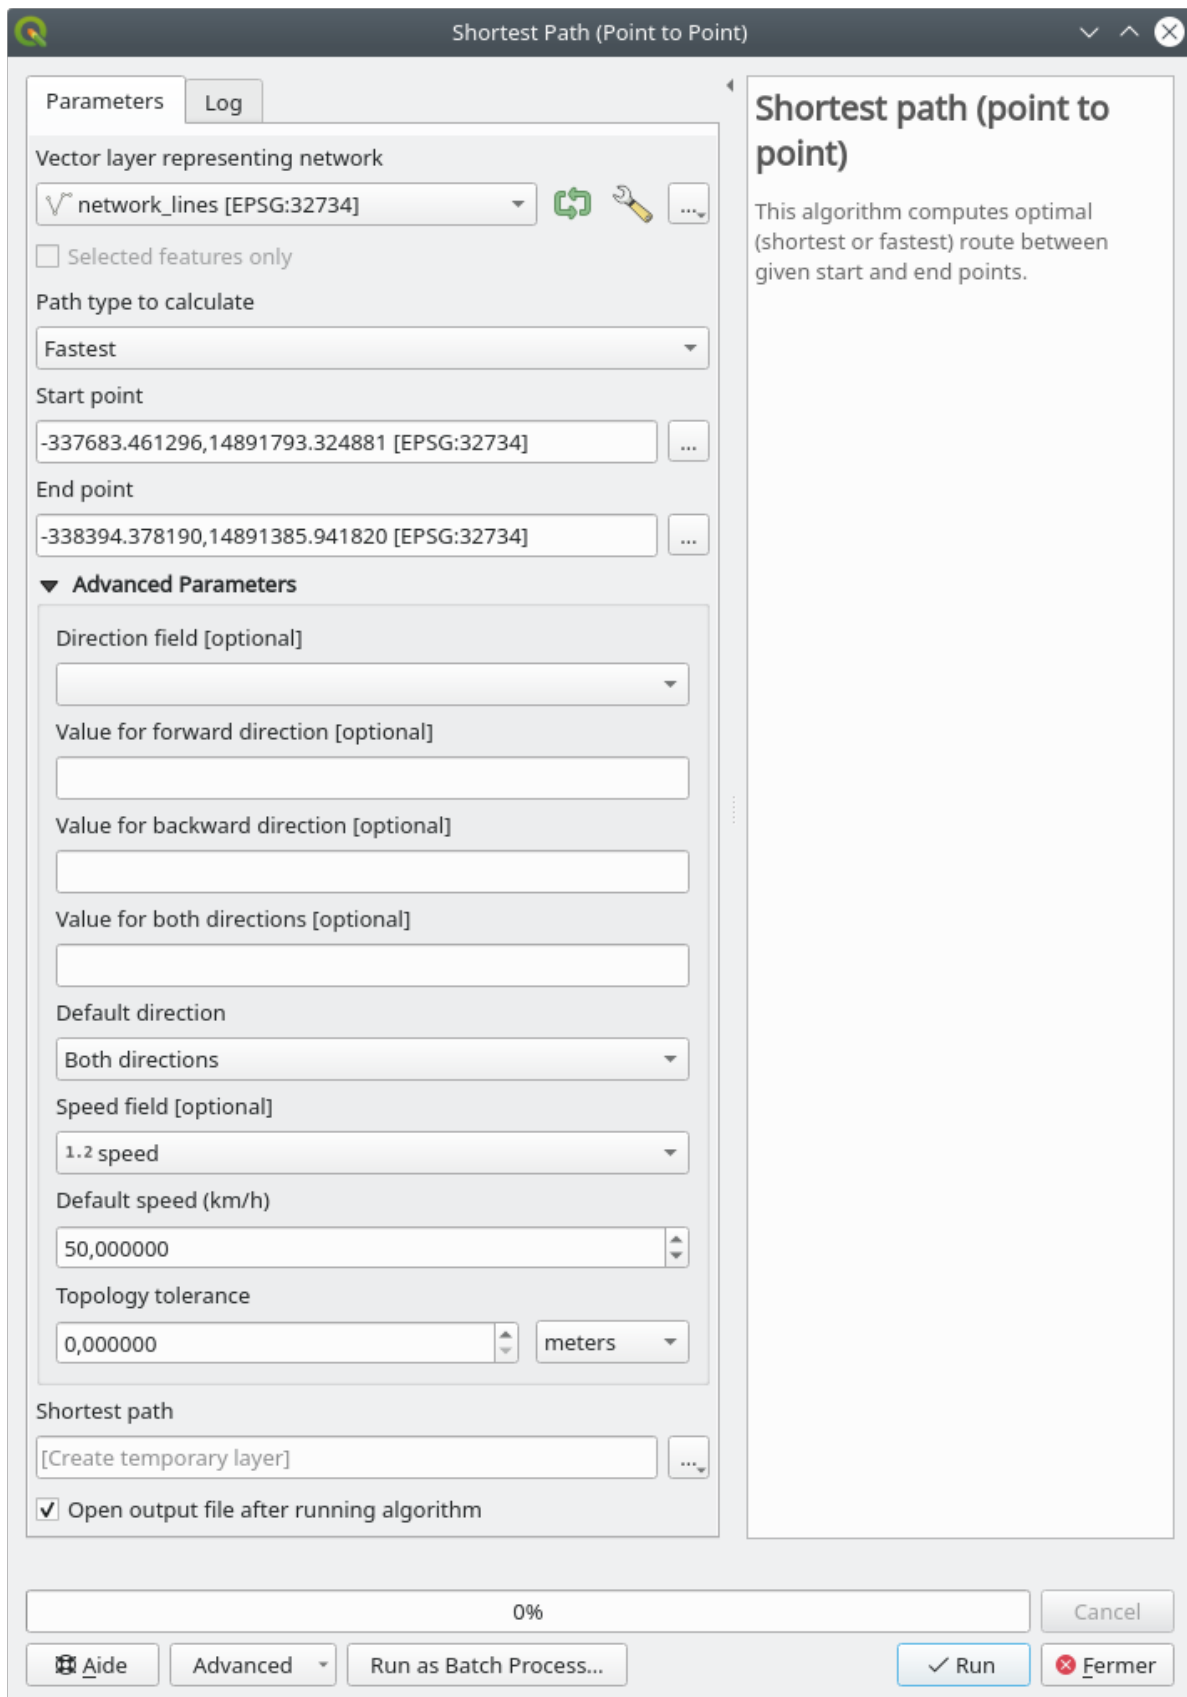 Shortest Path (Point to Point)
Parameters
Log
Vector layer representing network
network_lines [EPSG:32734]
...
Selected features only
Path type to calculate
Fastest
Start point
-337683.461296,14891793.324881 [EPSG:32734]
...
End point
-338394.378190,14891385.941820 [EPSG:32734]
...
Advanced Parameters
Direction field [optional]
Value for forward direction [optional]
Value for backward direction [optional]
Value for both directions [optional]
Default direction
Both directions
Speed field [optional]
1.2 speed
Default speed (km/h)
50,000000
Topology tolerance
0,000000
meters
Shortest path
[Create temporary layer]
...
Open output file after running algorithm
Shortest path (point to
point)
This algorithm computes optimal
(shortest or fastest) route between
given start and end points.
0%
Cancel
Aide
Advanced
Run as Batch Process...
Run
Fermer